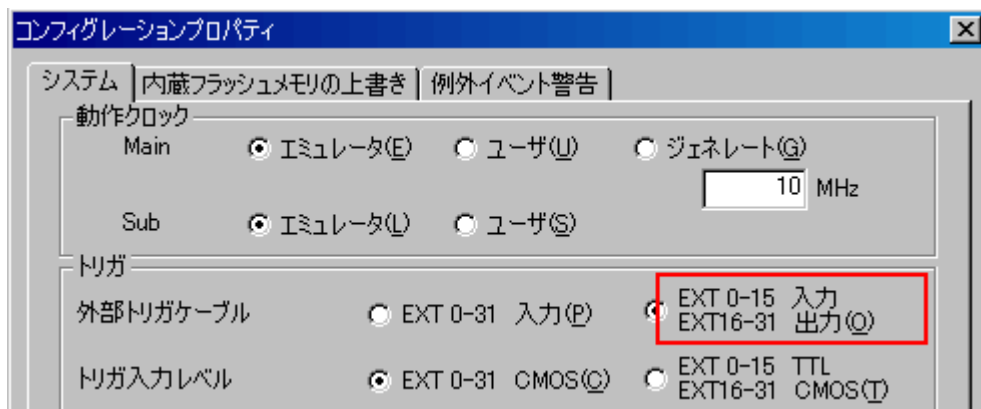 コンフィグレーションプロパティ
システム 内蔵フラッシュメモリの上書き 例外イベント警告
動作クロック
Main エミュレータ(E) ユーザ(U) ジェネレート(G)
10 MHz
Sub エミュレータ(L) ユーザ(S)
トリガ
外部トリガケーブル EXT 0-31 入力(P) EXT 0-15 入力
EXT16-31 出力(O)
トリガ入力レベル EXT 0-31 CMOS(C) EXT 0-15 TTL
EXT16-31 CMOS(T)